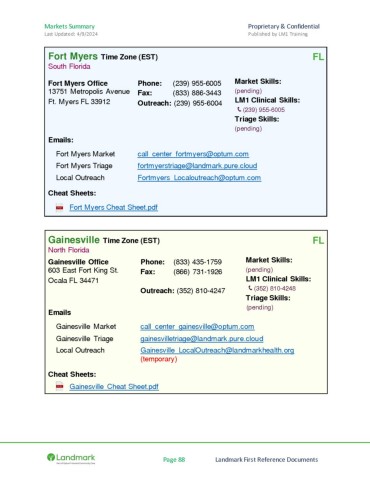 Markets Summary Proprietary & Confidential
Last Updated: 4/8/2024 Published by LM1 Training
Fort Myers Time Zone (EST) FL
South Florida
Fort Myers Office Phone: (239) 955-6005 Market Skills:
13751 Metropolis Avenue Fax: (833) 886-3443 (pending)
Ft. Myers FL 33912 Outreach: (239) 955-6004 LM1 Clinical Skills:
(239) 955-6005
Triage Skills:
(pending)
Emails:
Fort Myers Market call_center_fortmyers@optum.com
Fort Myers Triage fortmyerstriage@landmark.pure.cloud
Local Outreach Fortmyers_Localoutreach@optum.com
Cheat Sheets:
Fort Myers Cheat Sheet.pdf
Gainesville Time Zone (EST) FL
North Florida
Gainesville Office Phone: (833) 435-1759 Market Skills:
603 East Fort King St. Fax: (866) 731-1926 (pending)
Ocala FL 34471 LM1 Clinical Skills:
Outreach: (352) 810-4247 (352) 810-4248
Triage Skills:
(pending)
Emails
Gainesville Market call_center_gainesville@optum.com
Gainesville Triage gainesvilletriage@landmark.pure.cloud
Local Outreach Gainesville_LocalOutreach@landmarkhealth.org
(temporary)
Cheat Sheets:
Gainesville Cheat Sheet.pdf
Landmark Page 88 Landmark First Reference Documents